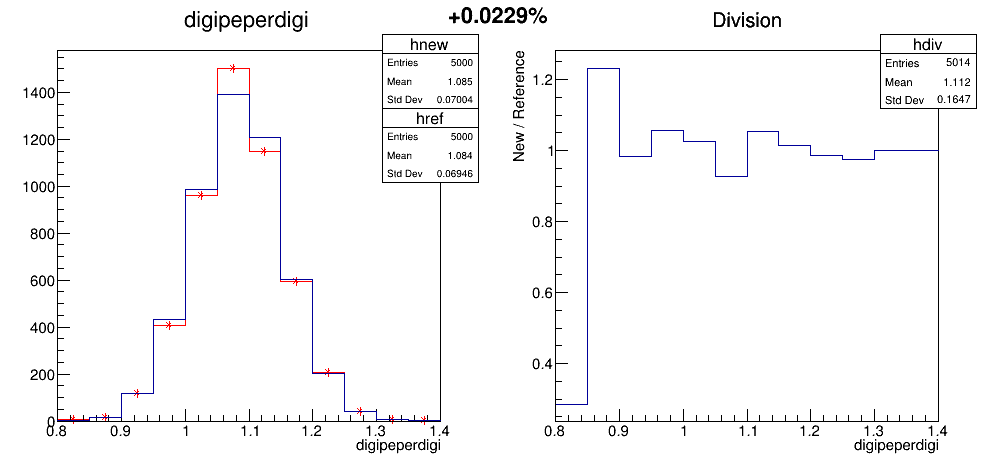 digipeperdigi
+0.0229%
Division
hnew
Entries 5000
Mean 1.085
Std Dev 0.07004
href
Entries 5000
Mean 1.084
Std Dev 0.06946
1400
1200
1000
800
600
400
200
0
0.8 0.9 1 1.1 1.2 1.3 1.4
digipeperdigi
hdiv
Entries 5014
Mean 1.112
Std Dev 0.1647
New / Reference
1.2
1
0.8
0.6
0.4
0.8 0.9 1 1.1 1.2 1.3 1.4
digipeperdigi